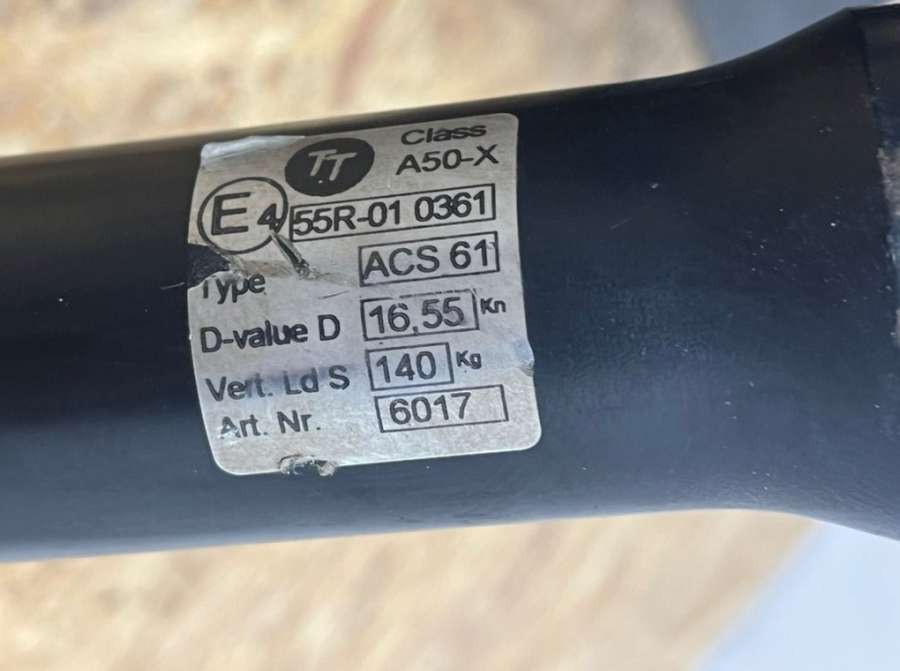 TT Class
A50-X
E4 55R-01 0361
Type ACS 61
D-value D 16,55 Kn
Vert. Ld S 140 Kg
Art. Nr. 6017